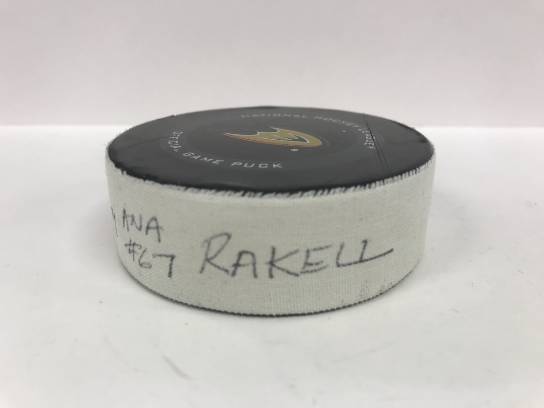 NATIONAL HOCKEY LEAGUE
OFFICIAL GAME PUCK
ANA
#67 RAKELL